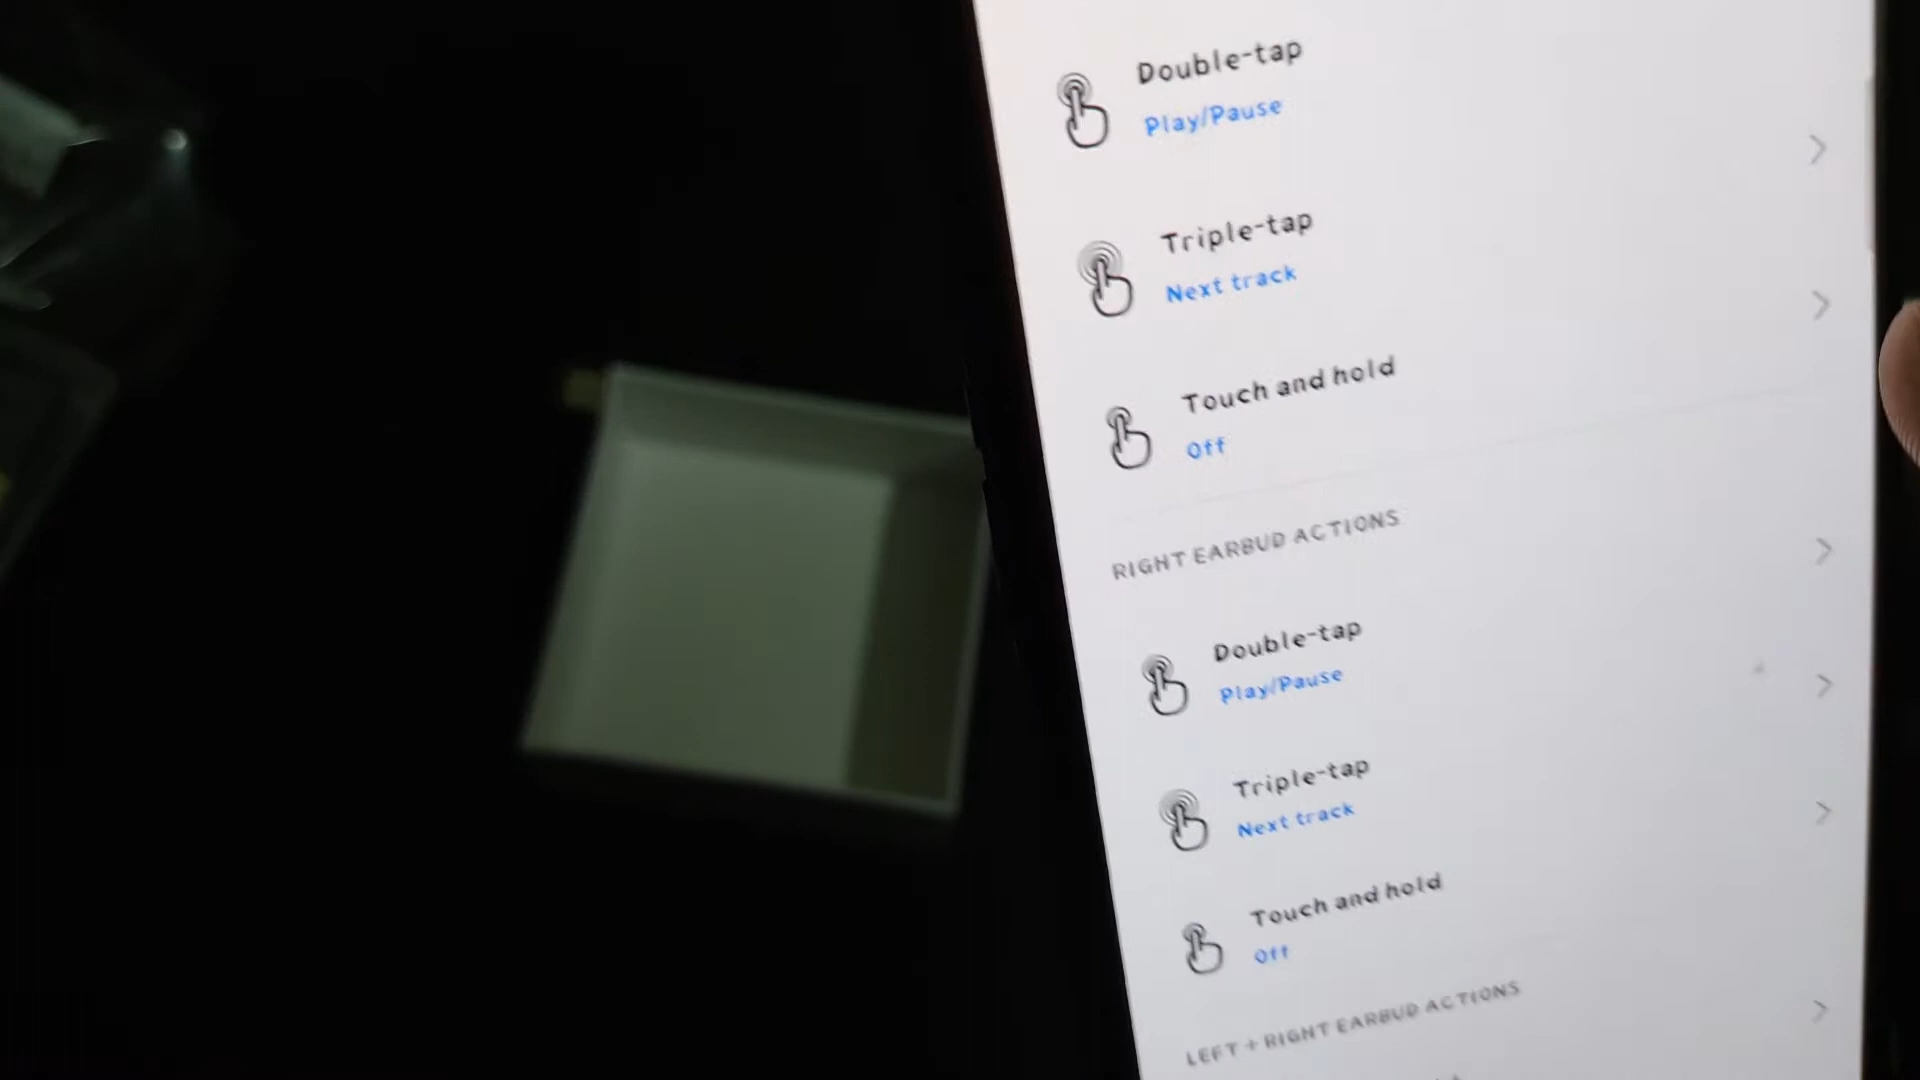 Double-tap
Play/Pause
Triple-tap
Next track
Touch and hold
Off
RIGHT EARBUD ACTIONS
Double-tap
Play/Pause
Triple-tap
Next track
Touch and hold
Off
LEFT + RIGHT EARBUD ACTIONS